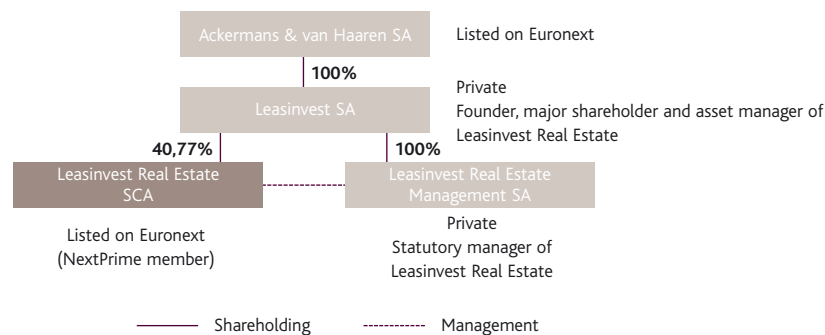 Ackermans & van Haaren SA
Listed on Euronext
100%
Leasinvest SA
Private
Founder, major shareholder and asset manager of
Leasinvest Real Estate
40,77%
100%
Leasinvest Real Estate
SCA
Leasinvest Real Estate
Management SA
Listed on Euronext
(NextPrime member)
Private
Statutory manager of
Leasinvest Real Estate
Shareholding
Management